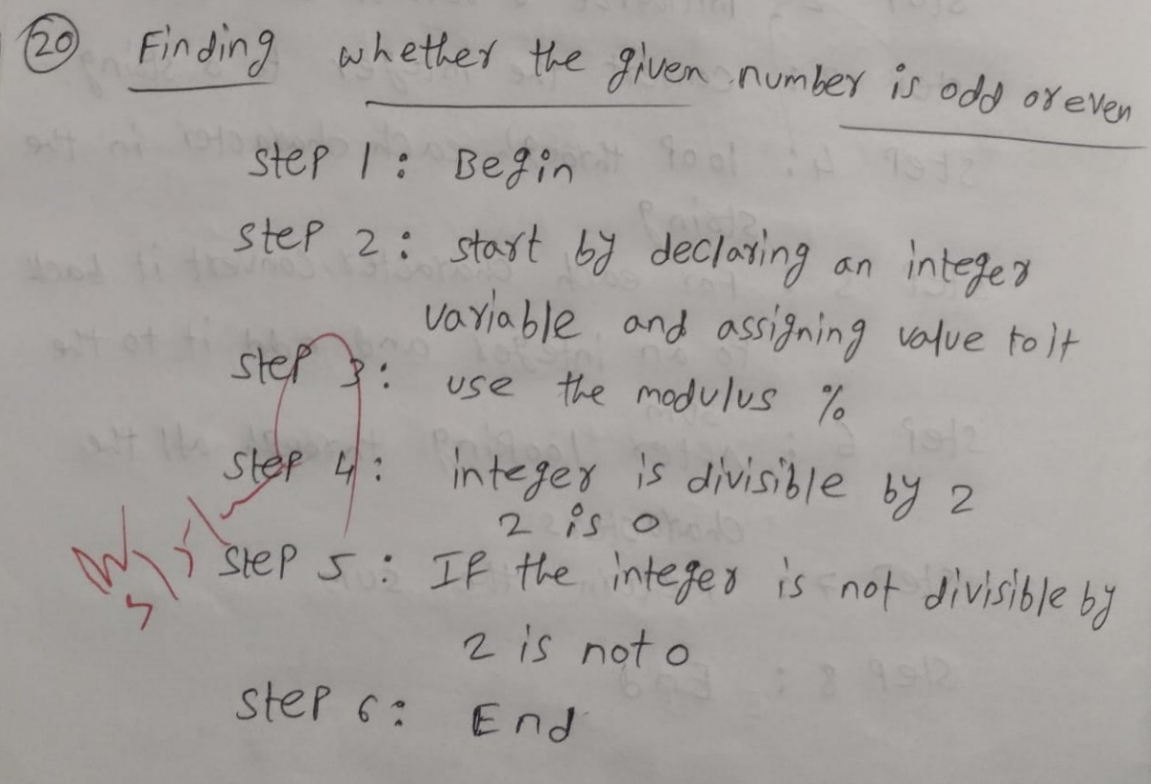 20 Finding whether the given number is odd or even
Step 1: Begin
Step 2: start by declaring an integer
variable and assigning value to it
Step 3: use the modulus %
Step 4: integer is divisible by 2
2 is 0
Step 5: If the integer is not divisible by
2 is not 0
Step 6: End